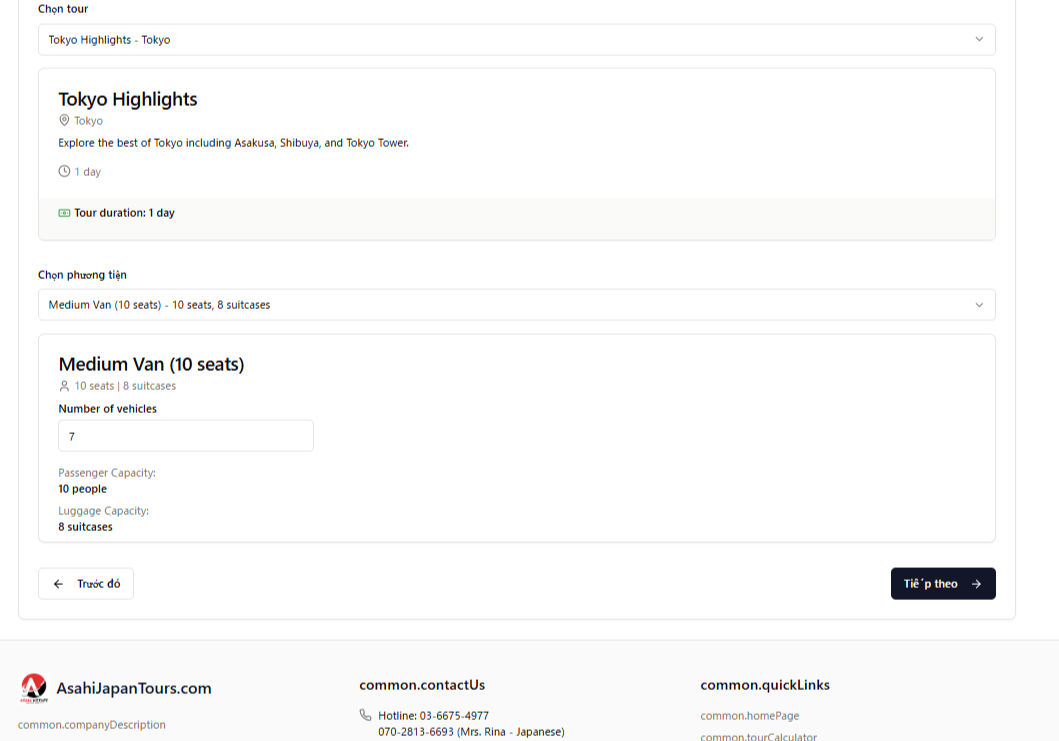 Chọn tour
Tokyo Highlights - Tokyo
Tokyo Highlights
Tokyo
Explore the best of Tokyo including Asakusa, Shibuya, and Tokyo Tower.
1 day
Tour duration: 1 day
Chọn phương tiện
Medium Van (10 seats) - 10 seats, 8 suitcases
Medium Van (10 seats)
10 seats | 8 suitcases
Number of vehicles
7
Passenger Capacity:
10 people
Luggage Capacity:
8 suitcases
Trước đó
Tiếp theo
AsahiJapanTours.com
common.contactUs
common.quickLinks
common.companyDescription
Hotline: 03-6675-4977
070-2813-6693 (Mrs. Rina - Japanese)
common.homePage
common.tourCalculator